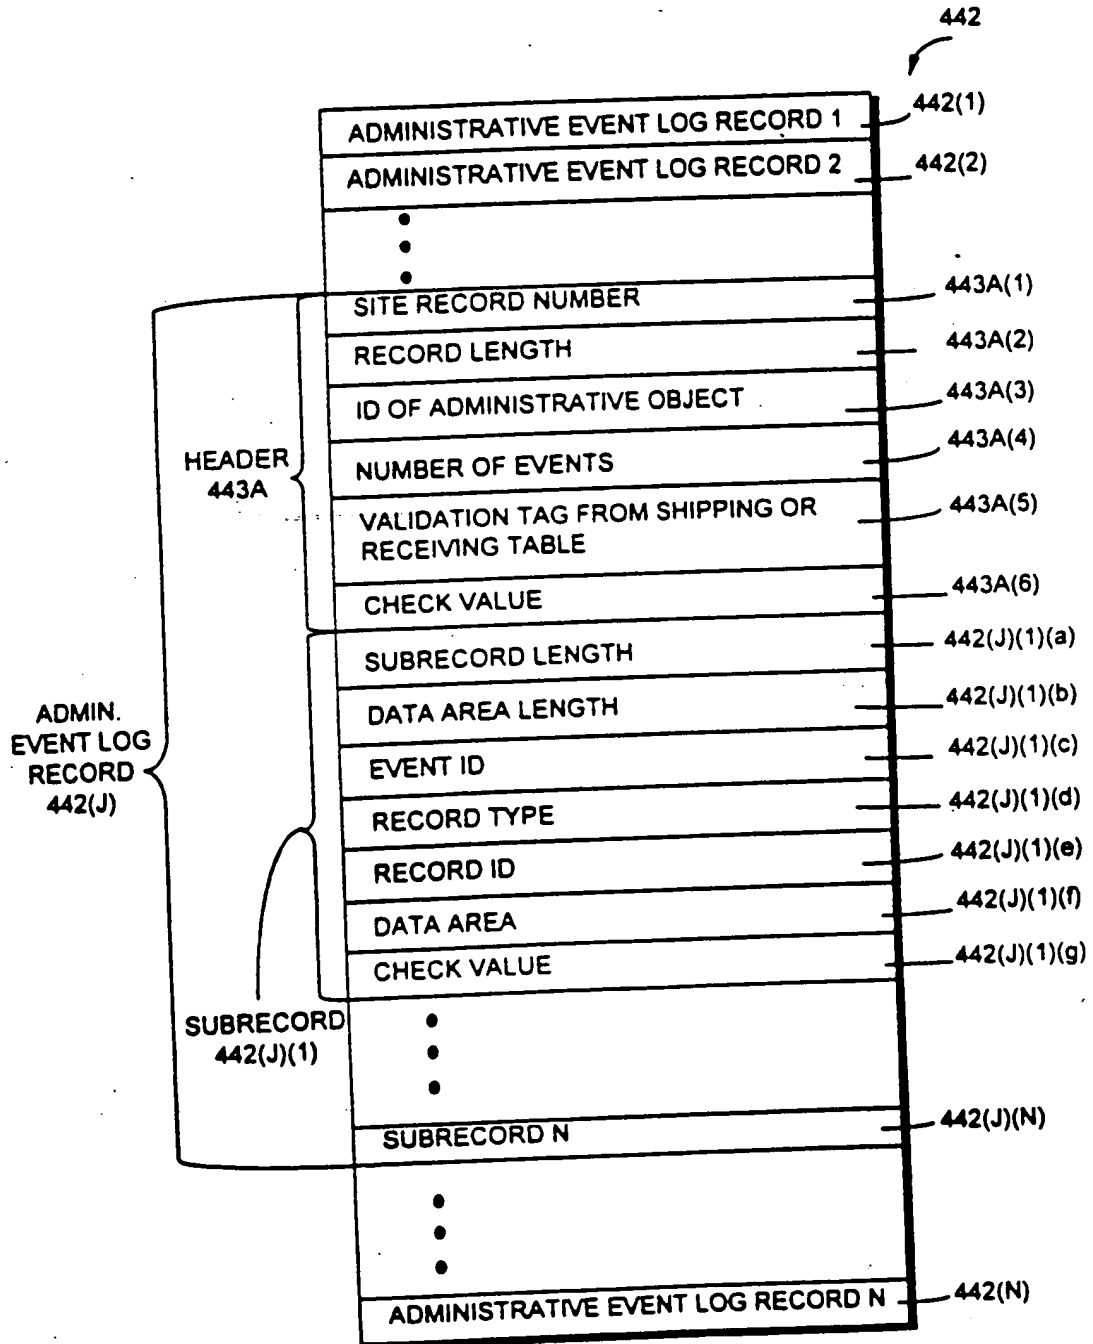 442
ADMINISTRATIVE EVENT LOG RECORD 1
442(1)
ADMINISTRATIVE EVENT LOG RECORD 2
442(2)
SITE RECORD NUMBER
443A(1)
RECORD LENGTH
443A(2)
ID OF ADMINISTRATIVE OBJECT
443A(3)
HEADER
443A
NUMBER OF EVENTS
443A(4)
VALIDATION TAG FROM SHIPPING OR
RECEIVING TABLE
443A(5)
CHECK VALUE
443A(6)
SUBRECORD LENGTH
442(J)(1)(a)
DATA AREA LENGTH
442(J)(1)(b)
ADMIN.
EVENT LOG
RECORD
442(J)
EVENT ID
442(J)(1)(c)
RECORD TYPE
442(J)(1)(d)
RECORD ID
442(J)(1)(e)
DATA AREA
442(J)(1)(f)
CHECK VALUE
442(J)(1)(g)
SUBRECORD
442(J)(1)
SUBRECORD N
442(J)(N)
ADMINISTRATIVE EVENT LOG RECORD N
442(N)